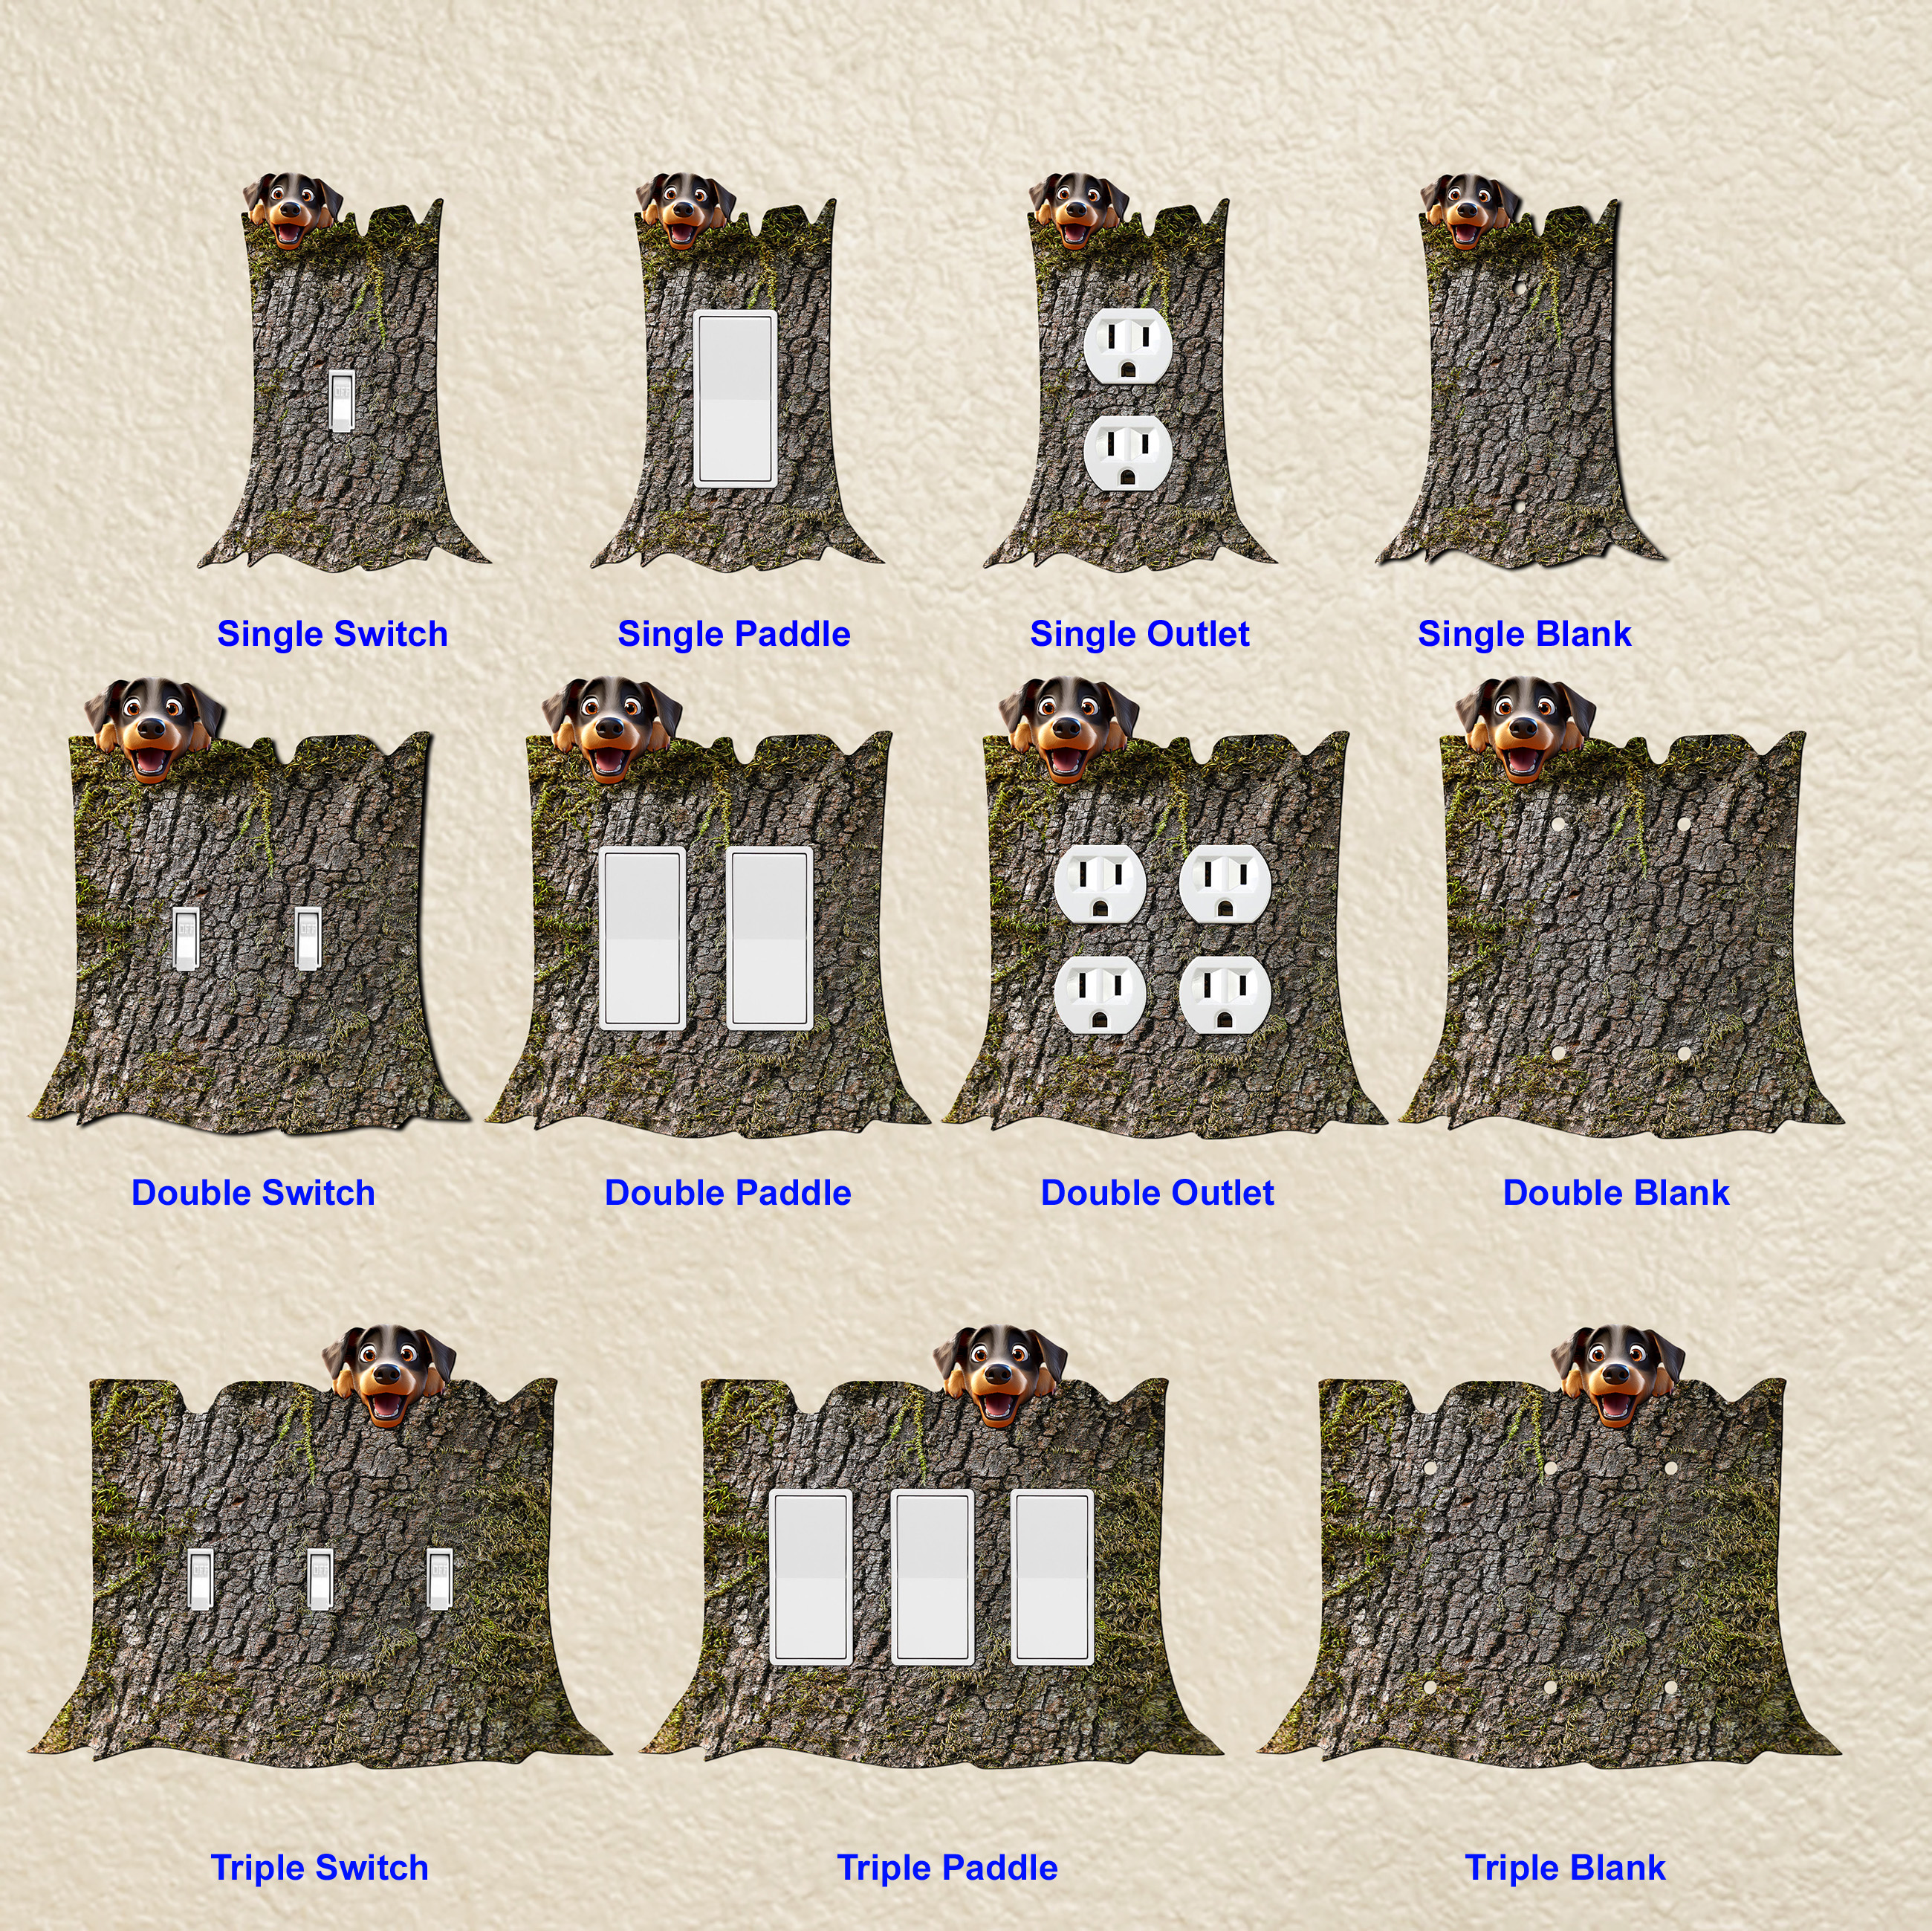 Single Switch
Single Paddle
Single Outlet
Single Blank
Double Switch
Double Paddle
Double Outlet
Double Blank
Triple Switch
Triple Paddle
Triple Blank